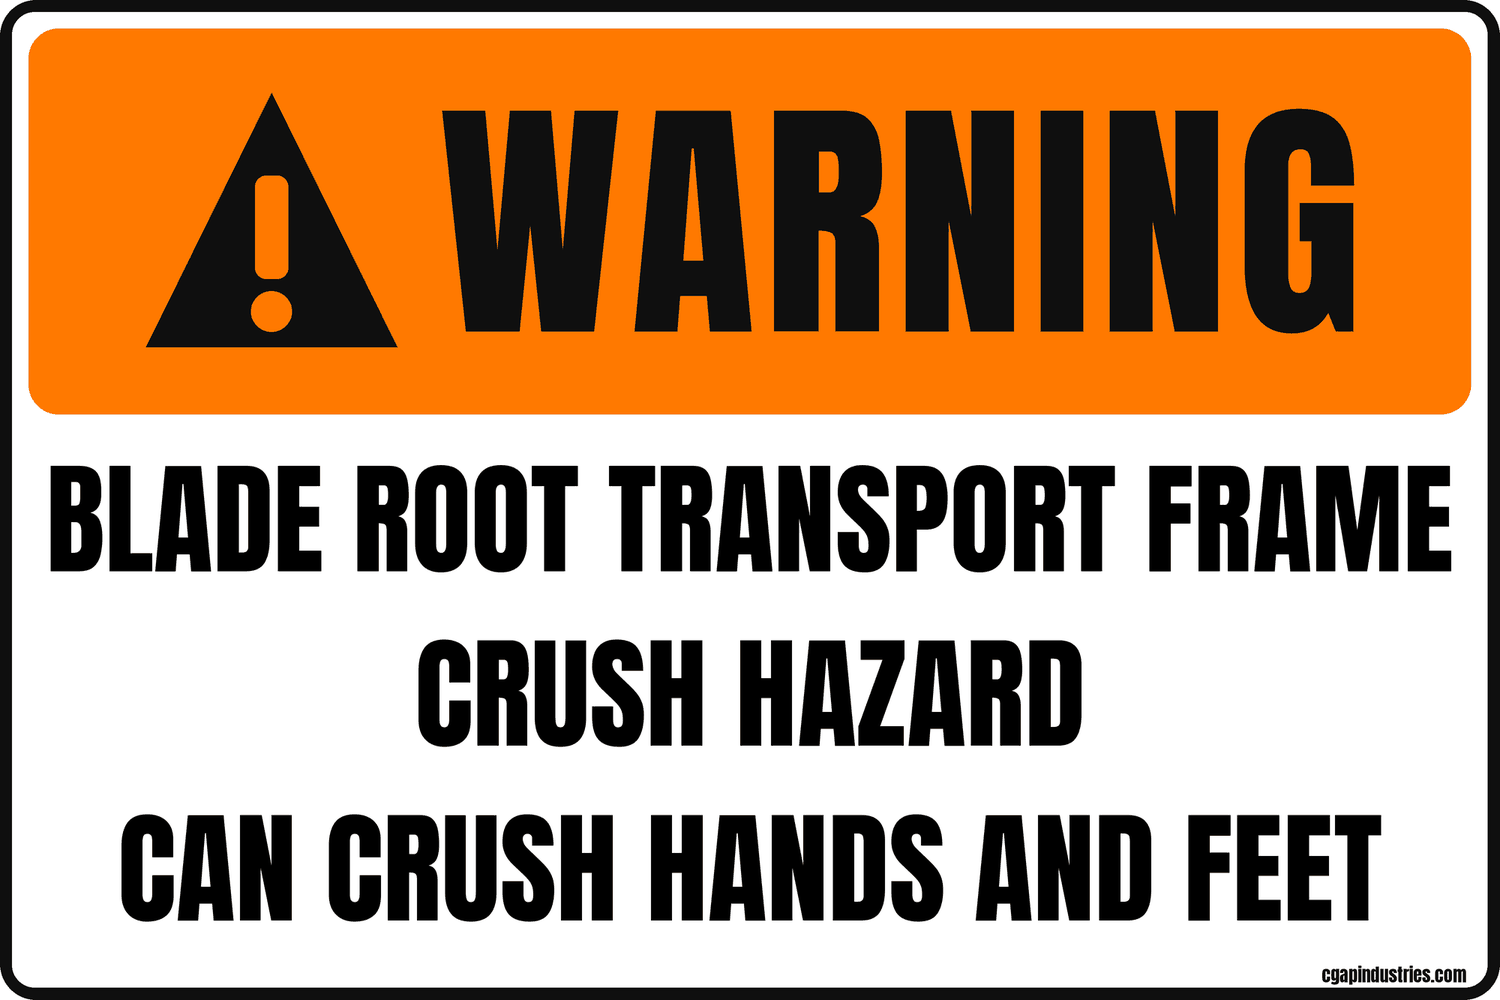 WARNING
BLADE ROOT TRANSPORT FRAME
CRUSH HAZARD
CAN CRUSH HANDS AND FEET
cgapindustries.com